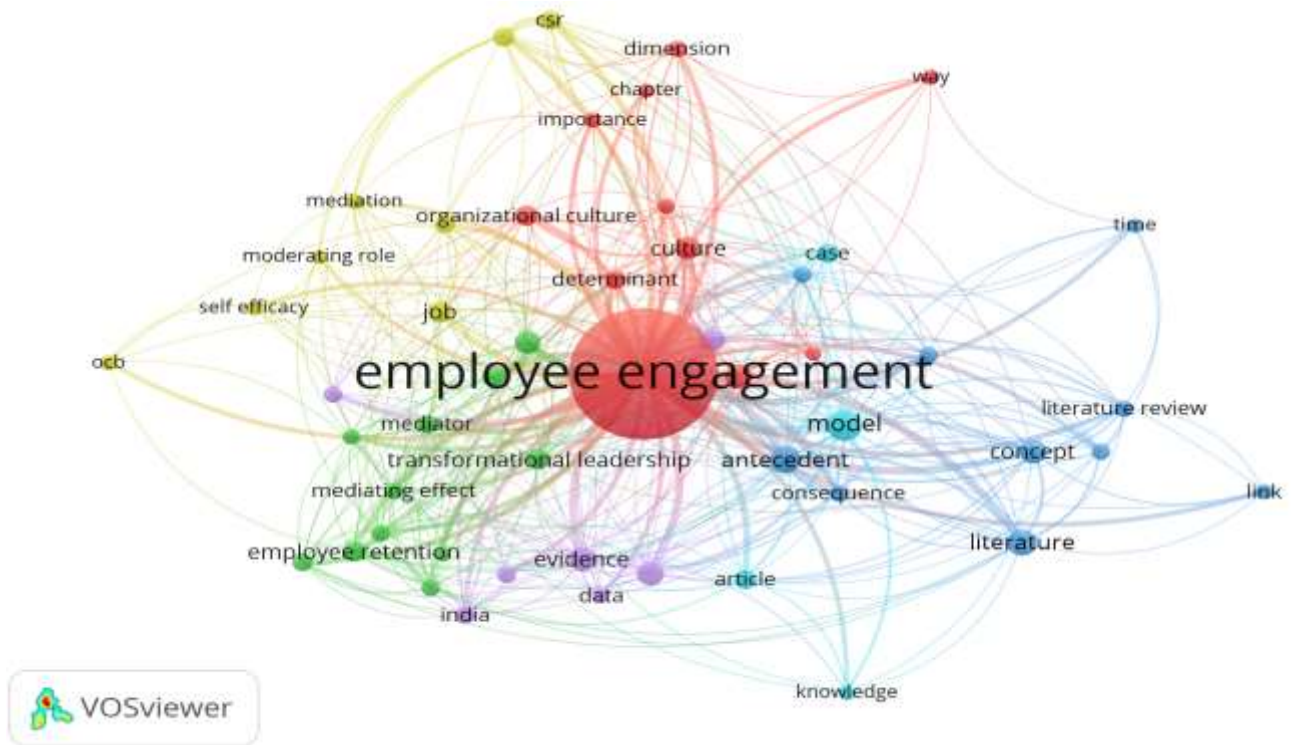 csr
dimension
way
chapter
importance
mediation
organizational culture
time
moderating role
culture
case
determinant
self efficacy
job
ocb
employee engagement
literature review
mediator
model
transformational leadership
antecedent
concept
mediating effect
consequence
link
employee retention
evidence
literature
article
data
india
knowledge
VOSviewer